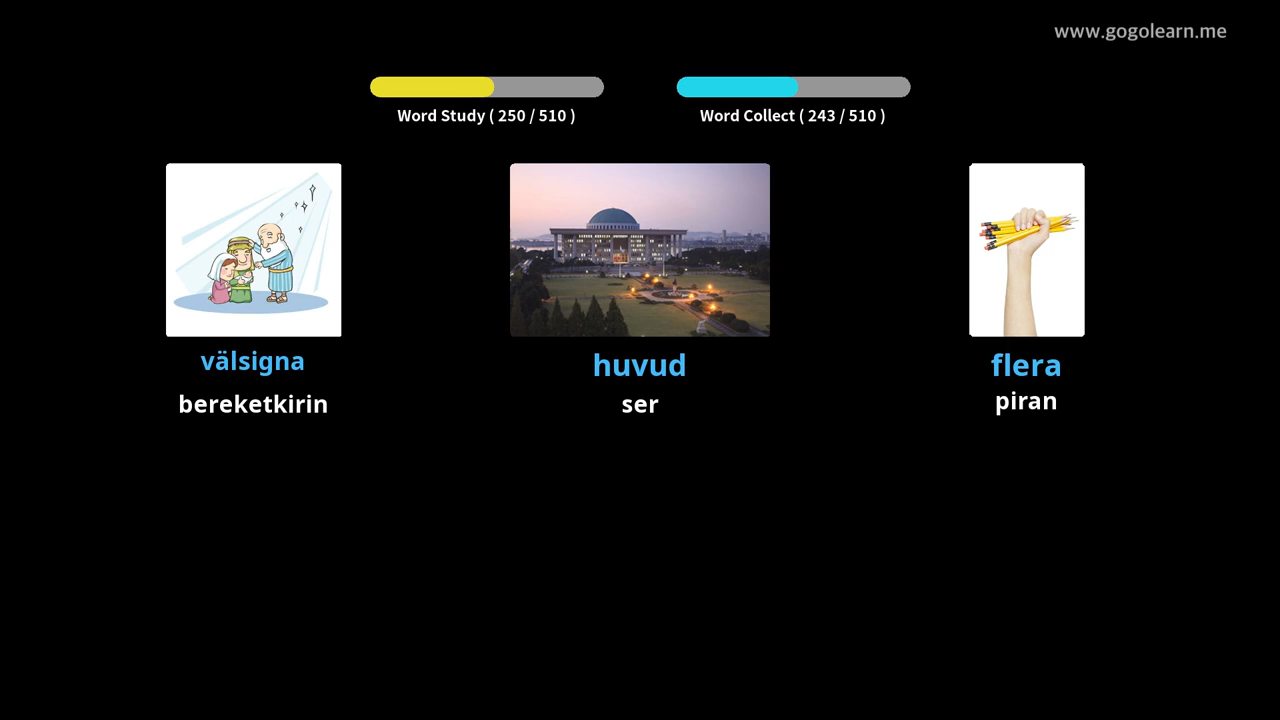 www.gogolearn.me
Word Study ( 250 / 510 )
Word Collect ( 243 / 510 )
välsigna
huvud
flera
bereketkirin
ser
piran